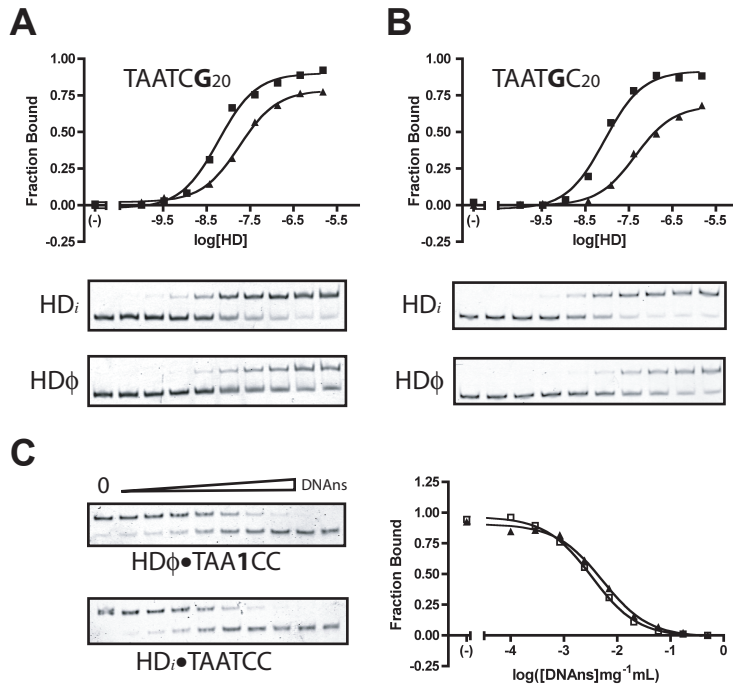 A
B
TAATCG20
TAATGC20
Fraction Bound
1.00
0.75
0.50
0.25
0.00
-0.25
(-)
-9.5
-8.5
-7.5
-6.5
-5.5
log[HD]
Fraction Bound
1.00
0.75
0.50
0.25
0.00
-0.25
(-)
-9.5
-8.5
-7.5
-6.5
-5.5
log[HD]
HDi
HDi
HDϕ
HDϕ
C
0
DNAns
HDϕ•TAA1CC
HDi•TAATCC
Fraction Bound
1.25
1.00
0.75
0.50
0.25
0.00
-0.25
(-)
-4
-3
-2
-1
0
log([DNAns]mg-1mL)